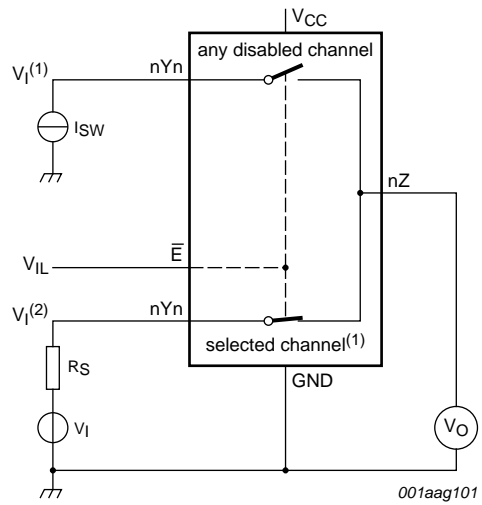 VCC
any disabled channel
VI(1)
nYn
ISW
nZ
E̅
VIL
VI(2)
nYn
selected channel(1)
RS
GND
VI
VO
001aag101